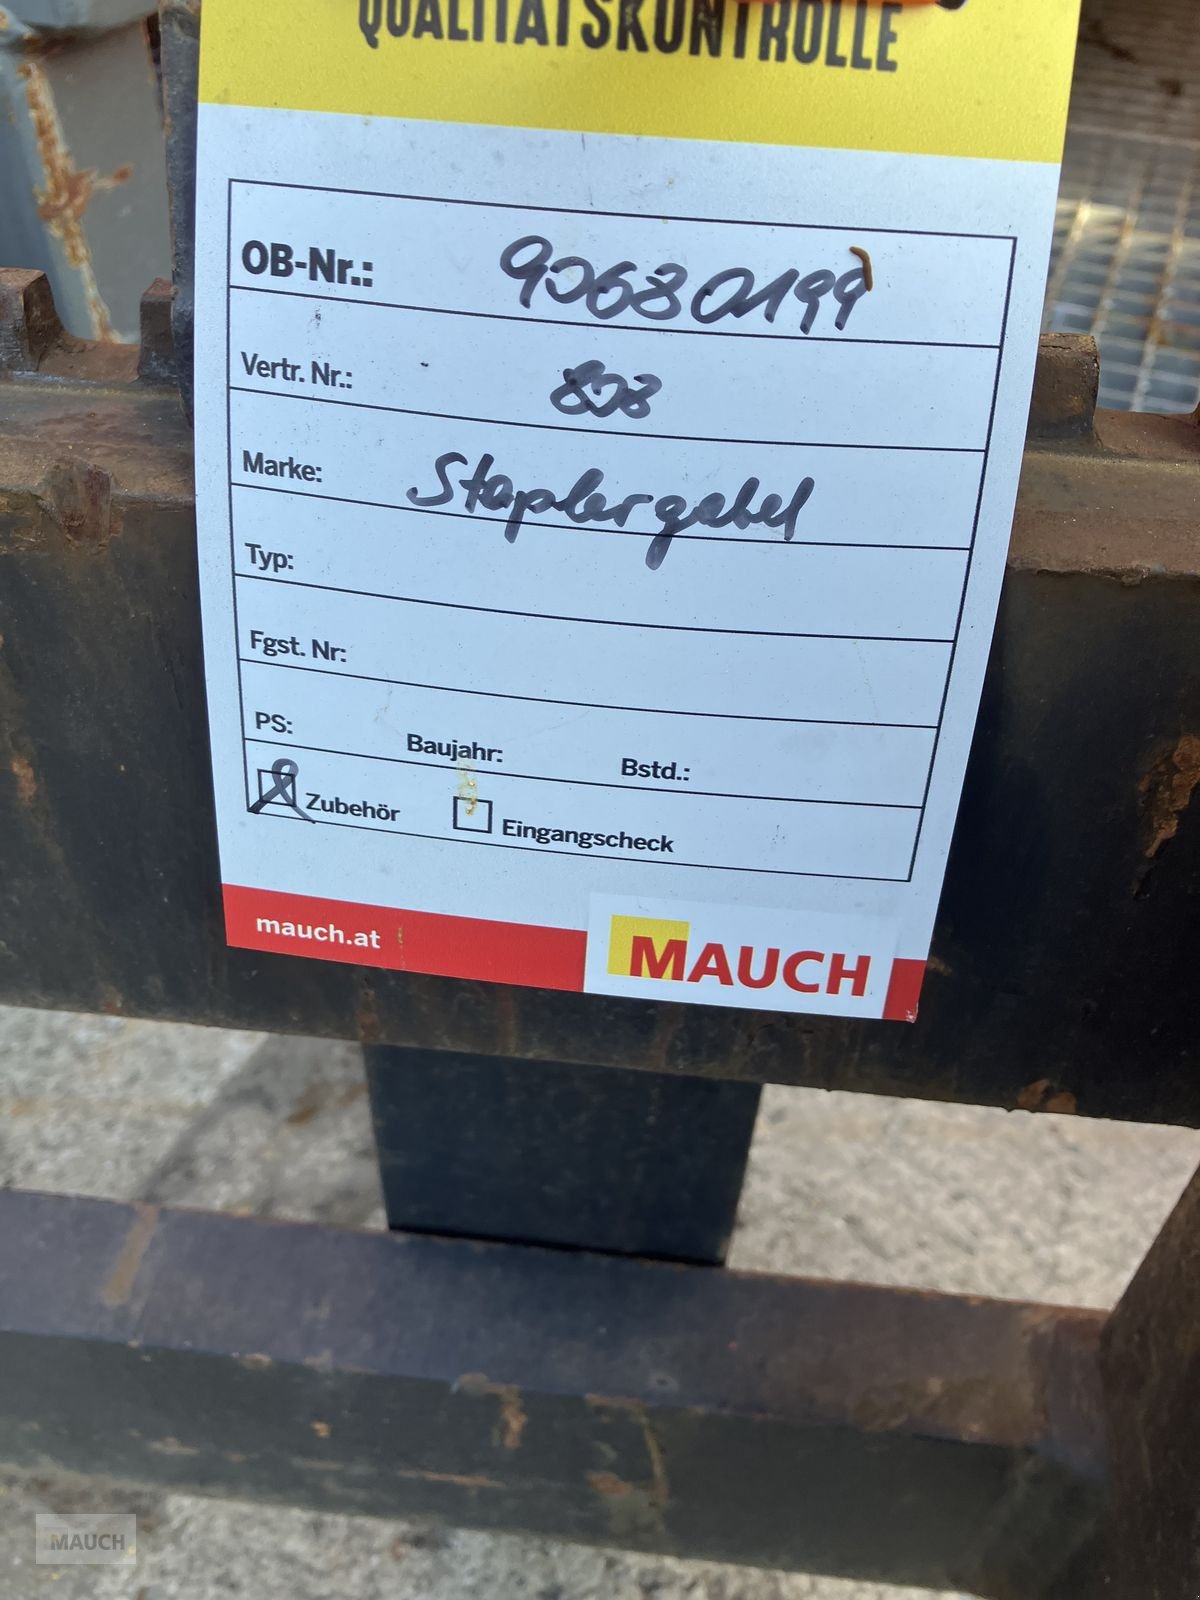 QUALITÄTSKONTROLLE
OB-Nr.: 90680199
Vertr. Nr.: 808
Marke: Staplergabel
Typ:
Fgst. Nr:
PS: Baujahr: Bstd.:
Zubehör Eingangscheck
mauch.at MAUCH
MAUCH